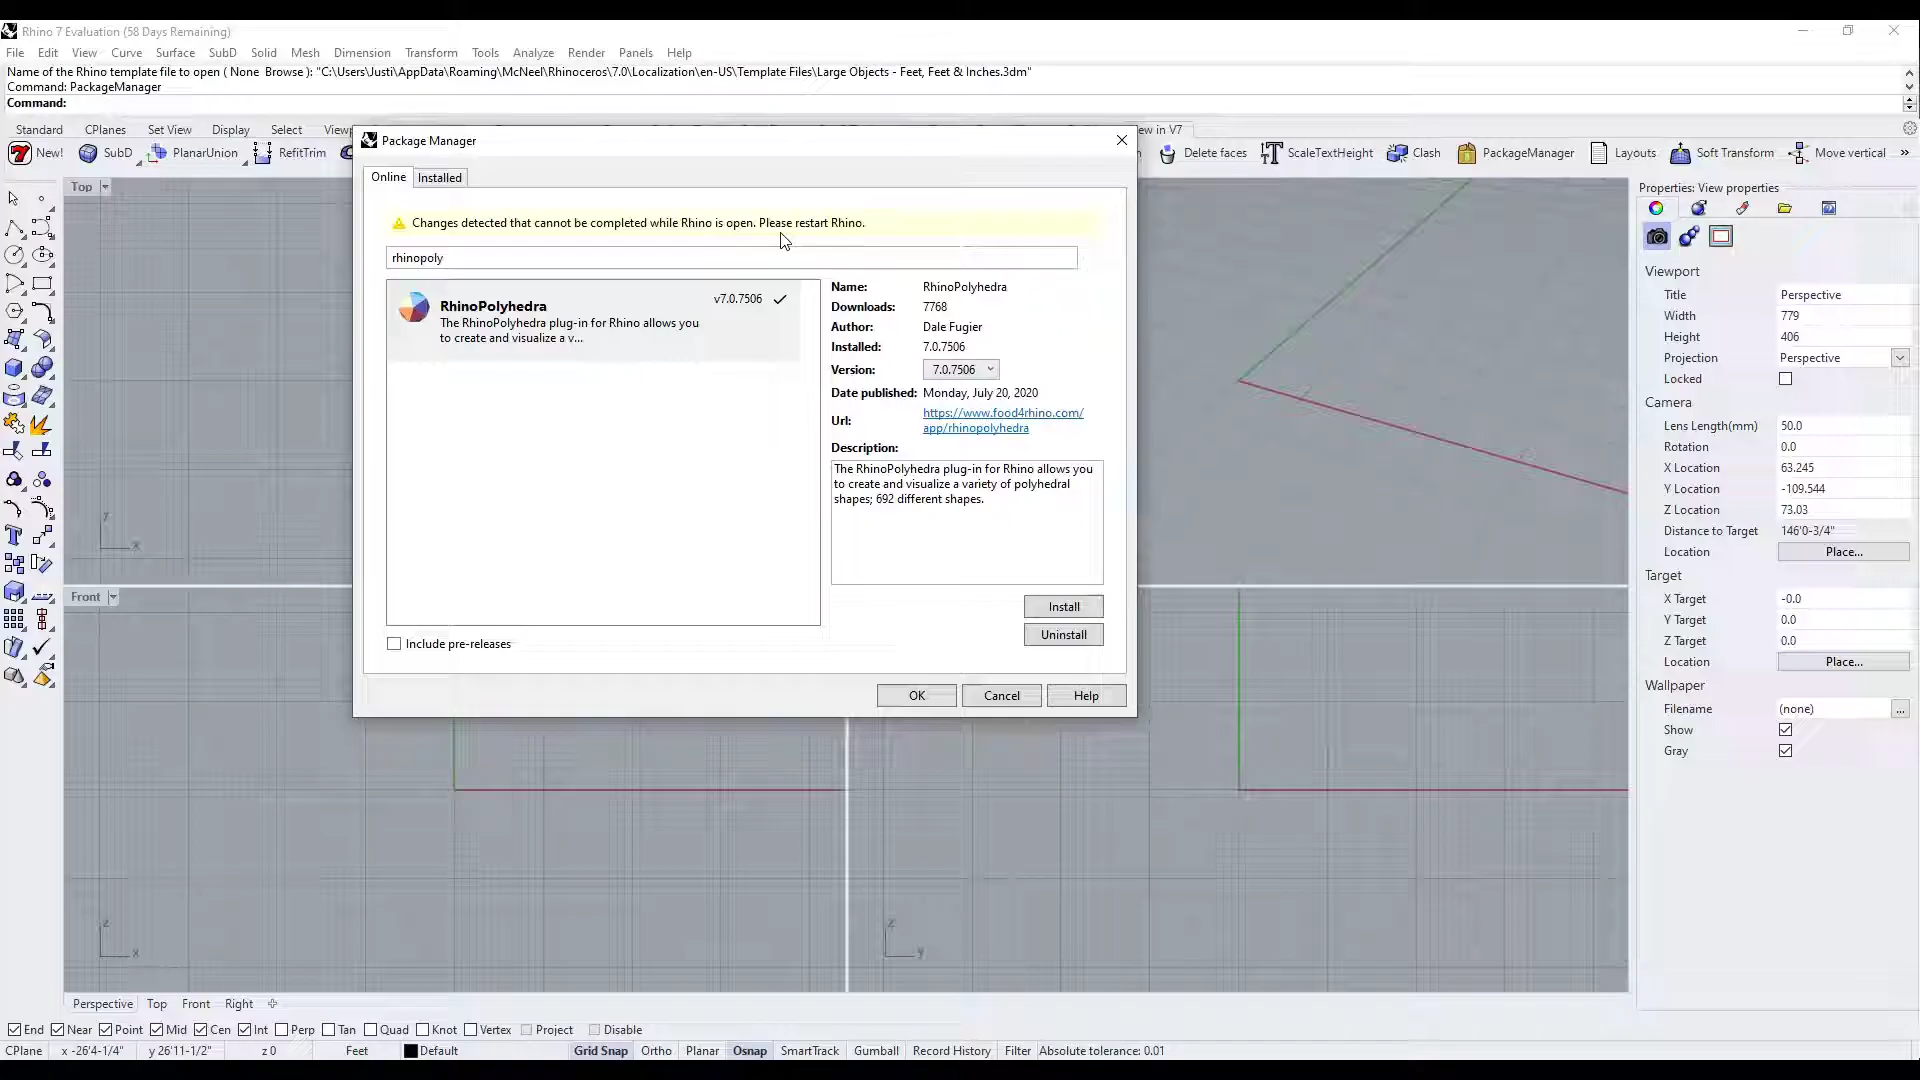 Rhino 7 Evaluation (58 Days Remaining)
File Edit View Curve Surface SubD Solid Mesh Dimension Transform Tools Analyze Render Panels Help
Name of the Rhino template file to open ( None Browse ): "C:\Users\Justi\AppData\Roaming\McNeel\Rhinoceros\7.0\Localization\en-US\Template Files\Large Objects - Feet, Feet & Inches.3dm"
Command: PackageManager
Command:
Standard CPlanes Set View Display Select View ew in V7
7 New! SubD PlanarUnion RefitTrim Delete faces ScaleTextHeight Clash PackageManager Layouts Soft Transform Move vertical »
Package Manager
Online Installed
Changes detected that cannot be completed while Rhino is open. Please restart Rhino.
rhinopoly
RhinoPolyhedra v7.0.7506
The RhinoPolyhedra plug-in for Rhino allows you
to create and visualize a v...
Name: RhinoPolyhedra
Downloads: 7768
Author: Dale Fugier
Installed: 7.0.7506
Version: 7.0.7506
Date published: Monday, July 20, 2020
Url: https://www.food4rhino.com/
app/rhinopolyhedra
Description:
The RhinoPolyhedra plug-in for Rhino allows you
to create and visualize a variety of polyhedral
shapes; 692 different shapes.
Install
Uninstall
Include pre-releases
OK Cancel Help
Top
y
x
Front
z
x
z
y
Properties: View properties
Viewport
Title Perspective
Width 779
Height 406
Projection Perspective
Locked
Camera
Lens Length(mm) 50.0
Rotation 0.0
X Location 63.245
Y Location -109.544
Z Location 73.03
Distance to Target 146'0-3/4"
Location Place...
Target
X Target -0.0
Y Target 0.0
Z Target 0.0
Location Place...
Wallpaper
Filename (none) ...
Show
Gray
Perspective Top Front Right
End Near Point Mid Cen Int Perp Tan Quad Knot Vertex Project Disable
CPlane x -26'4-1/4" y 26'11-1/2" z 0 Feet Default Grid Snap Ortho Planar Osnap SmartTrack Gumball Record History Filter Absolute tolerance: 0.01